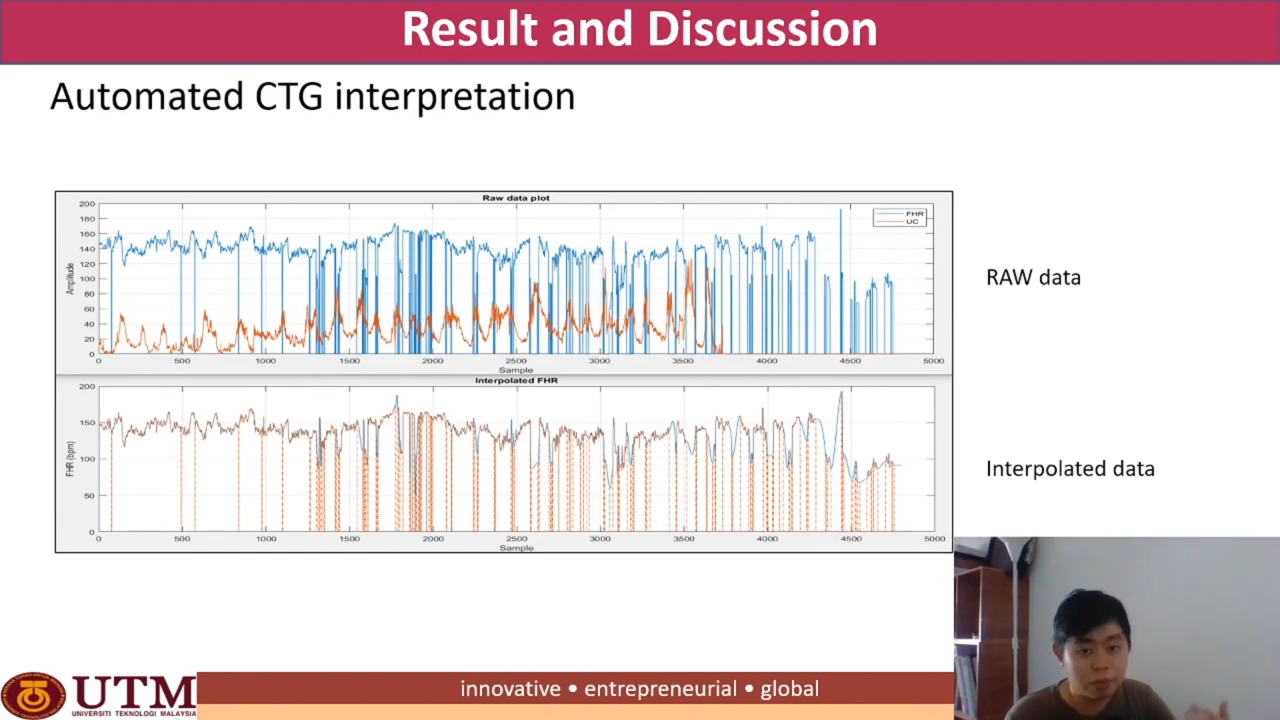 Result and Discussion
Automated CTG interpretation
Raw data plot
200
180
160
140
120
100
80
60
40
20
0
Amplitude
FHR
UC
0 500 1000 1500 2000 2500 3000 3500 4000 4500 5000
Sample
RAW data
Interpolated FHR
200
150
100
50
0
FHR (bpm)
0 500 1000 1500 2000 2500 3000 3500 4000 4500 5000
Sample
Interpolated data
UTM
UNIVERSITI TEKNOLOGI MALAYSIA
innovative • entrepreneurial • global